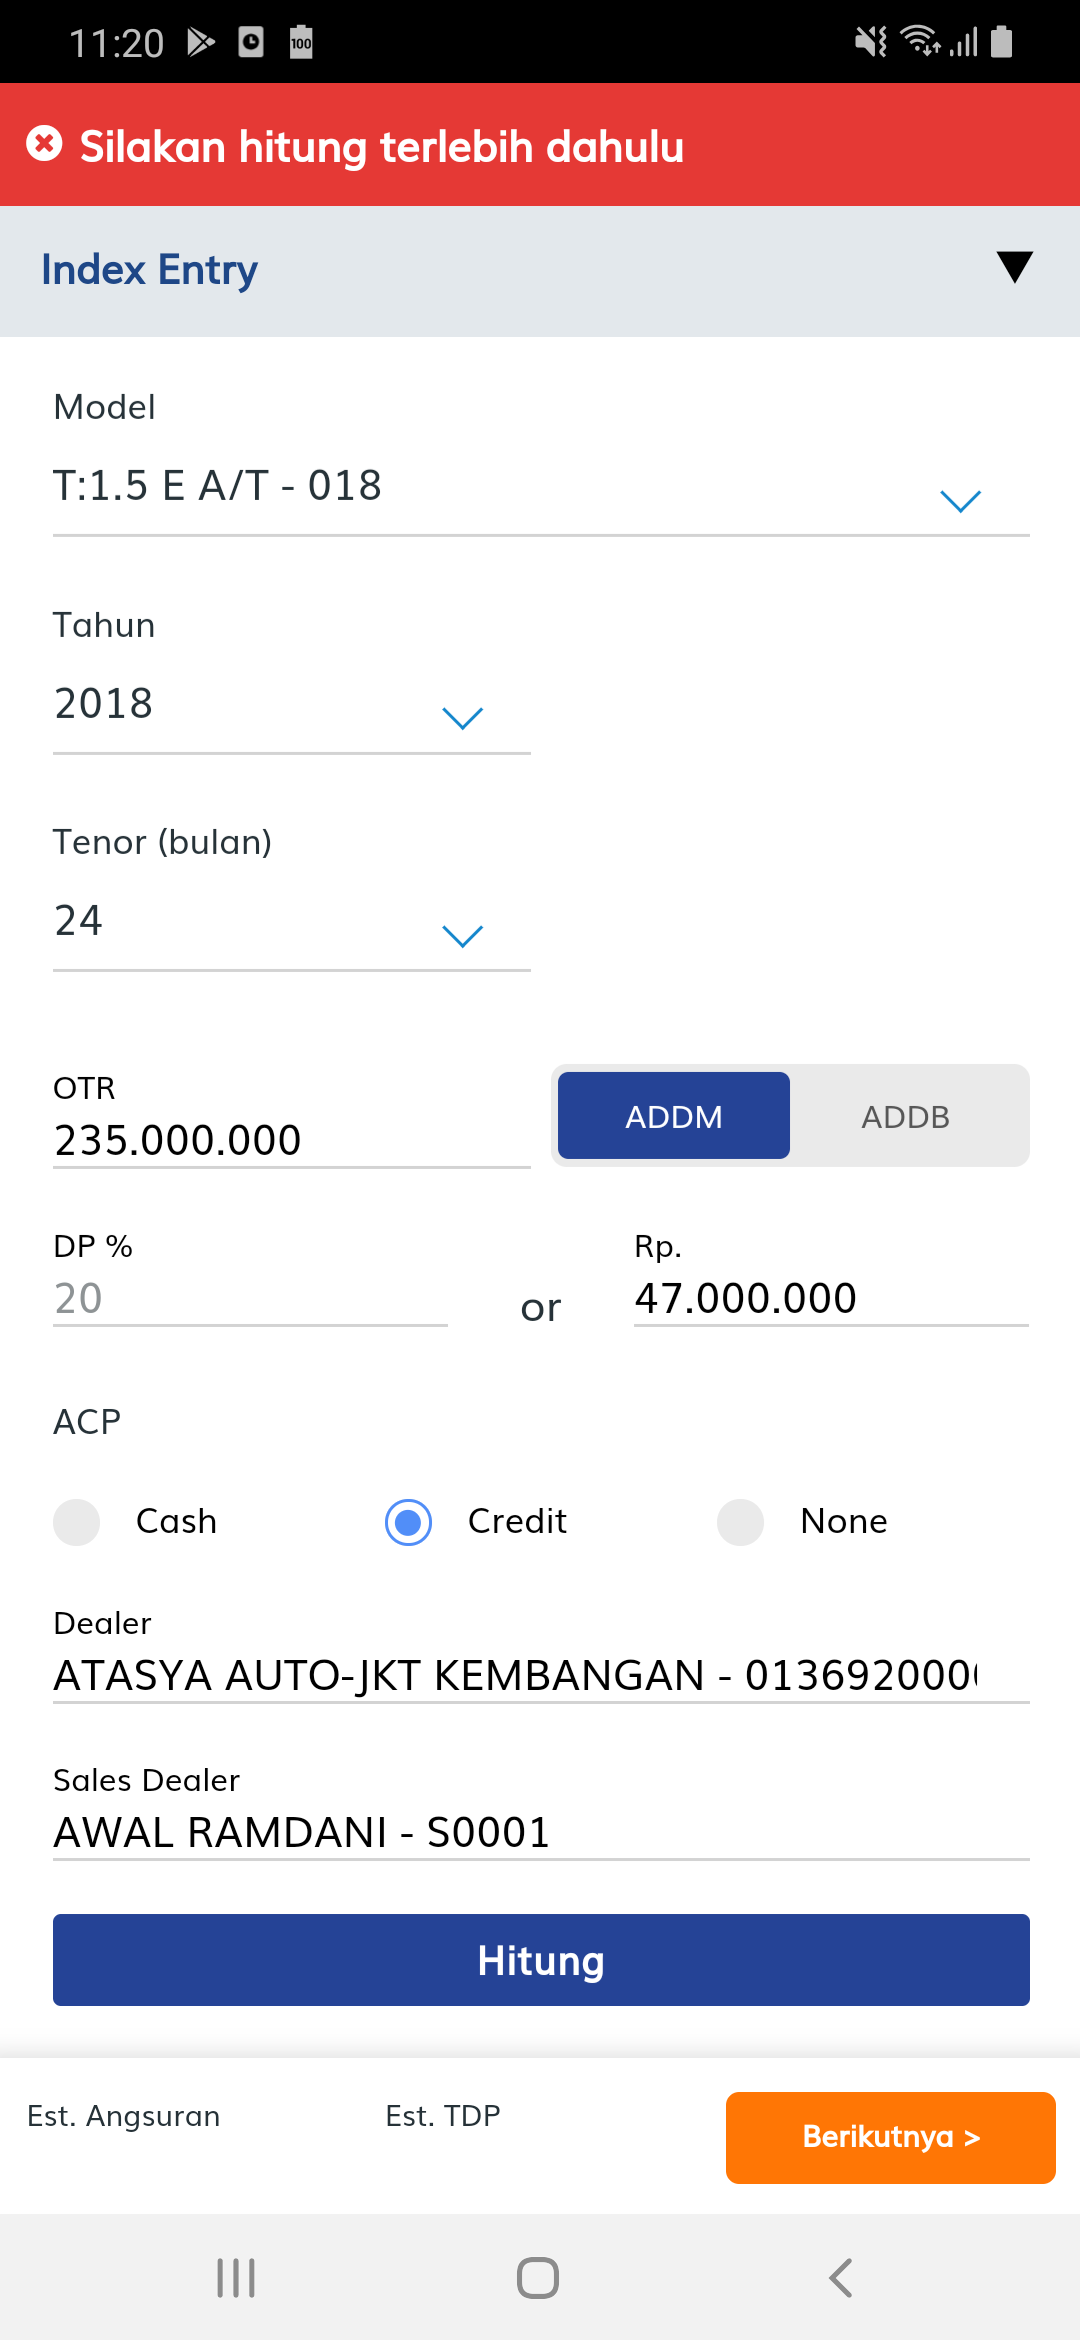 11:20
100
Silakan hitung terlebih dahulu
Index Entry
Model
T:1.5 E A/T - 018
Tahun
2018
Tenor (bulan)
24
OTR
235.000.000
ADDM ADDB
DP %
20
or
Rp.
47.000.000
ACP
Cash Credit None
Dealer
ATASYA AUTO-JKT KEMBANGAN - 0136920000
Sales Dealer
AWAL RAMDANI - S0001
Hitung
Est. Angsuran Est. TDP Berikutnya >